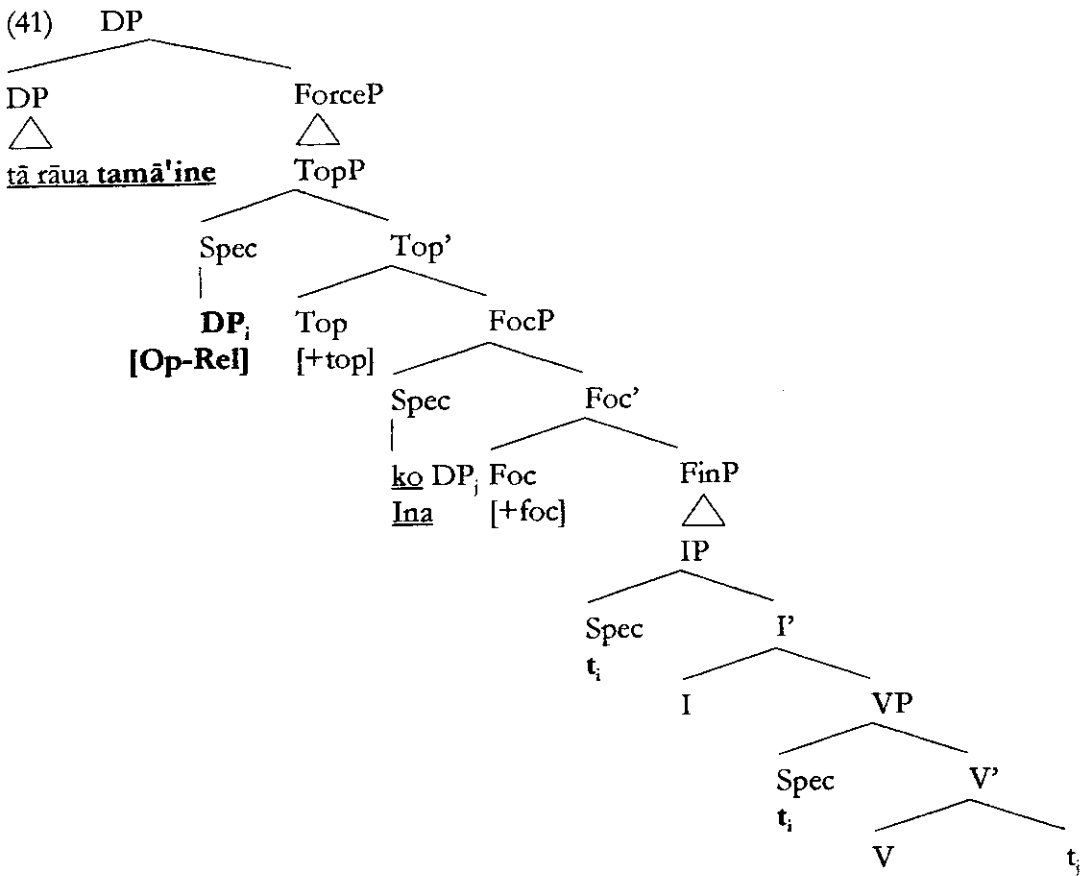 (41) DP
DP ForceP
tā rāua tamā'ine TopP
Spec Top’
DPi Top FocP
[Op-Rel] [+top]
Spec Foc’
ko DPj Foc FinP
Ina [+foc]
IP
Spec I’
ti
I VP
Spec V’
ti
V tj